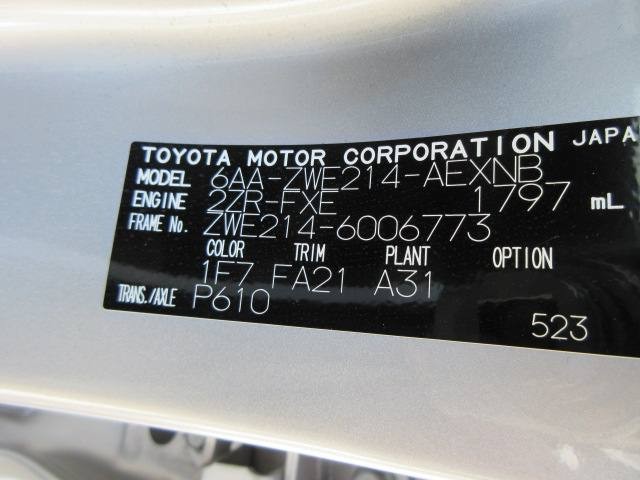 TOYOTA MOTOR CORPORATION JAPA
MODEL 6AA-ZWE214-AEXNB
ENGINE 2ZR-FXE 1797 mL
FRAME No. ZWE214-6006773
COLOR TRIM PLANT OPTION
1F7 FA21 A31
TRANS./AXLE P610
523